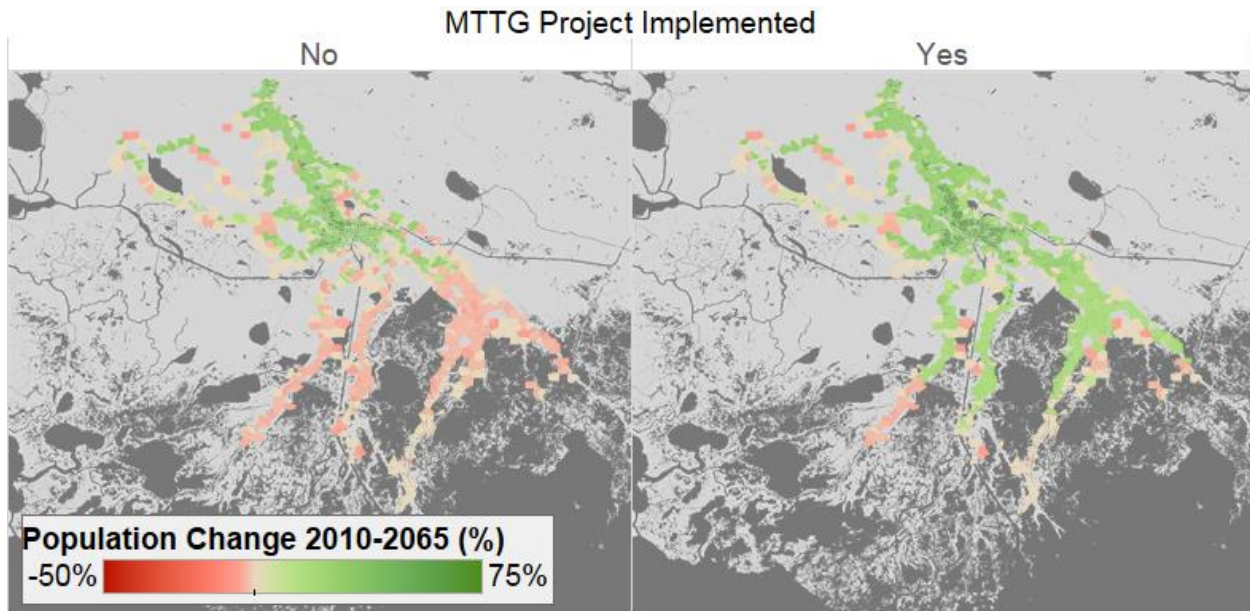 MTTG Project Implemented
No
Yes
Population Change 2010-2065 (%)
-50%
75%